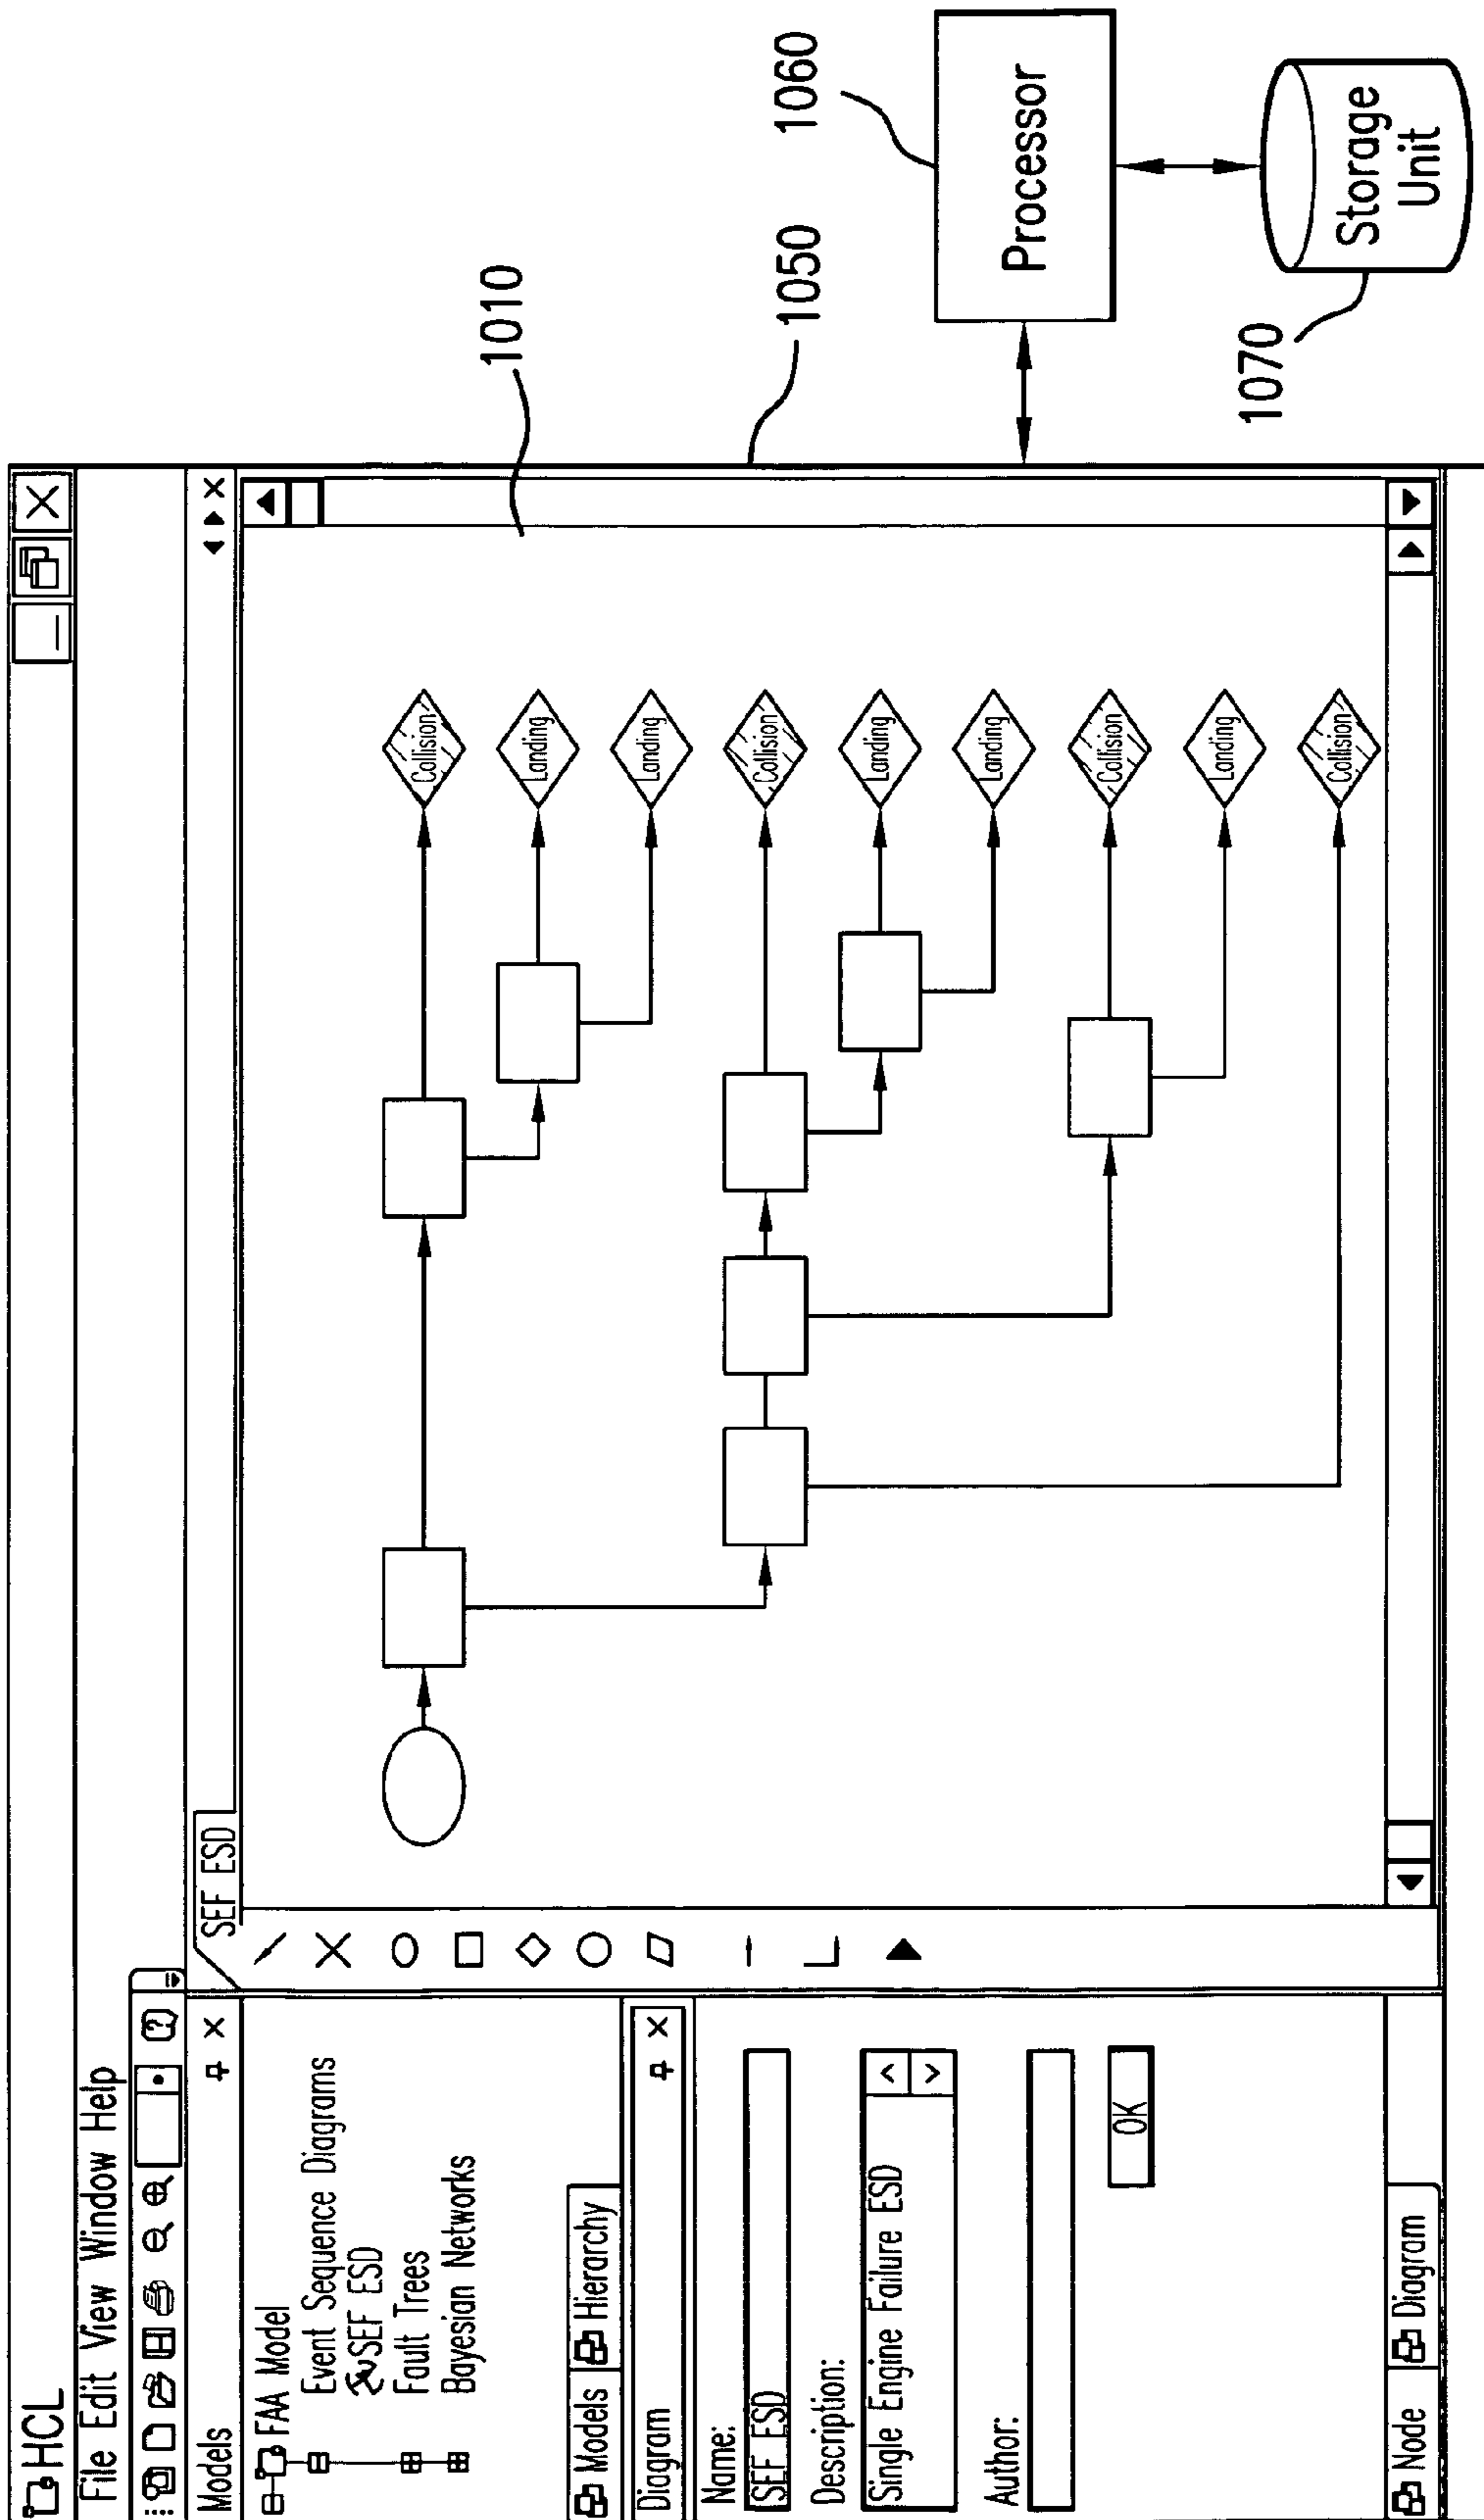 HCL
File Edit View Window Help
Models
FAA Model
Event Sequence Diagrams
SEF ESD
Fault Trees
Bayesian Networks
Models
Hierarchy
Diagram
Name:
SEF ESD
Description:
Single Engine Failure ESD
Author:
OK
Node
Diagram
SEF ESD
Collision
Landing
Landing
Collision
Landing
Landing
Collision
Landing
Collision
1010
1050
1060
Processor
1070
Storage
Unit